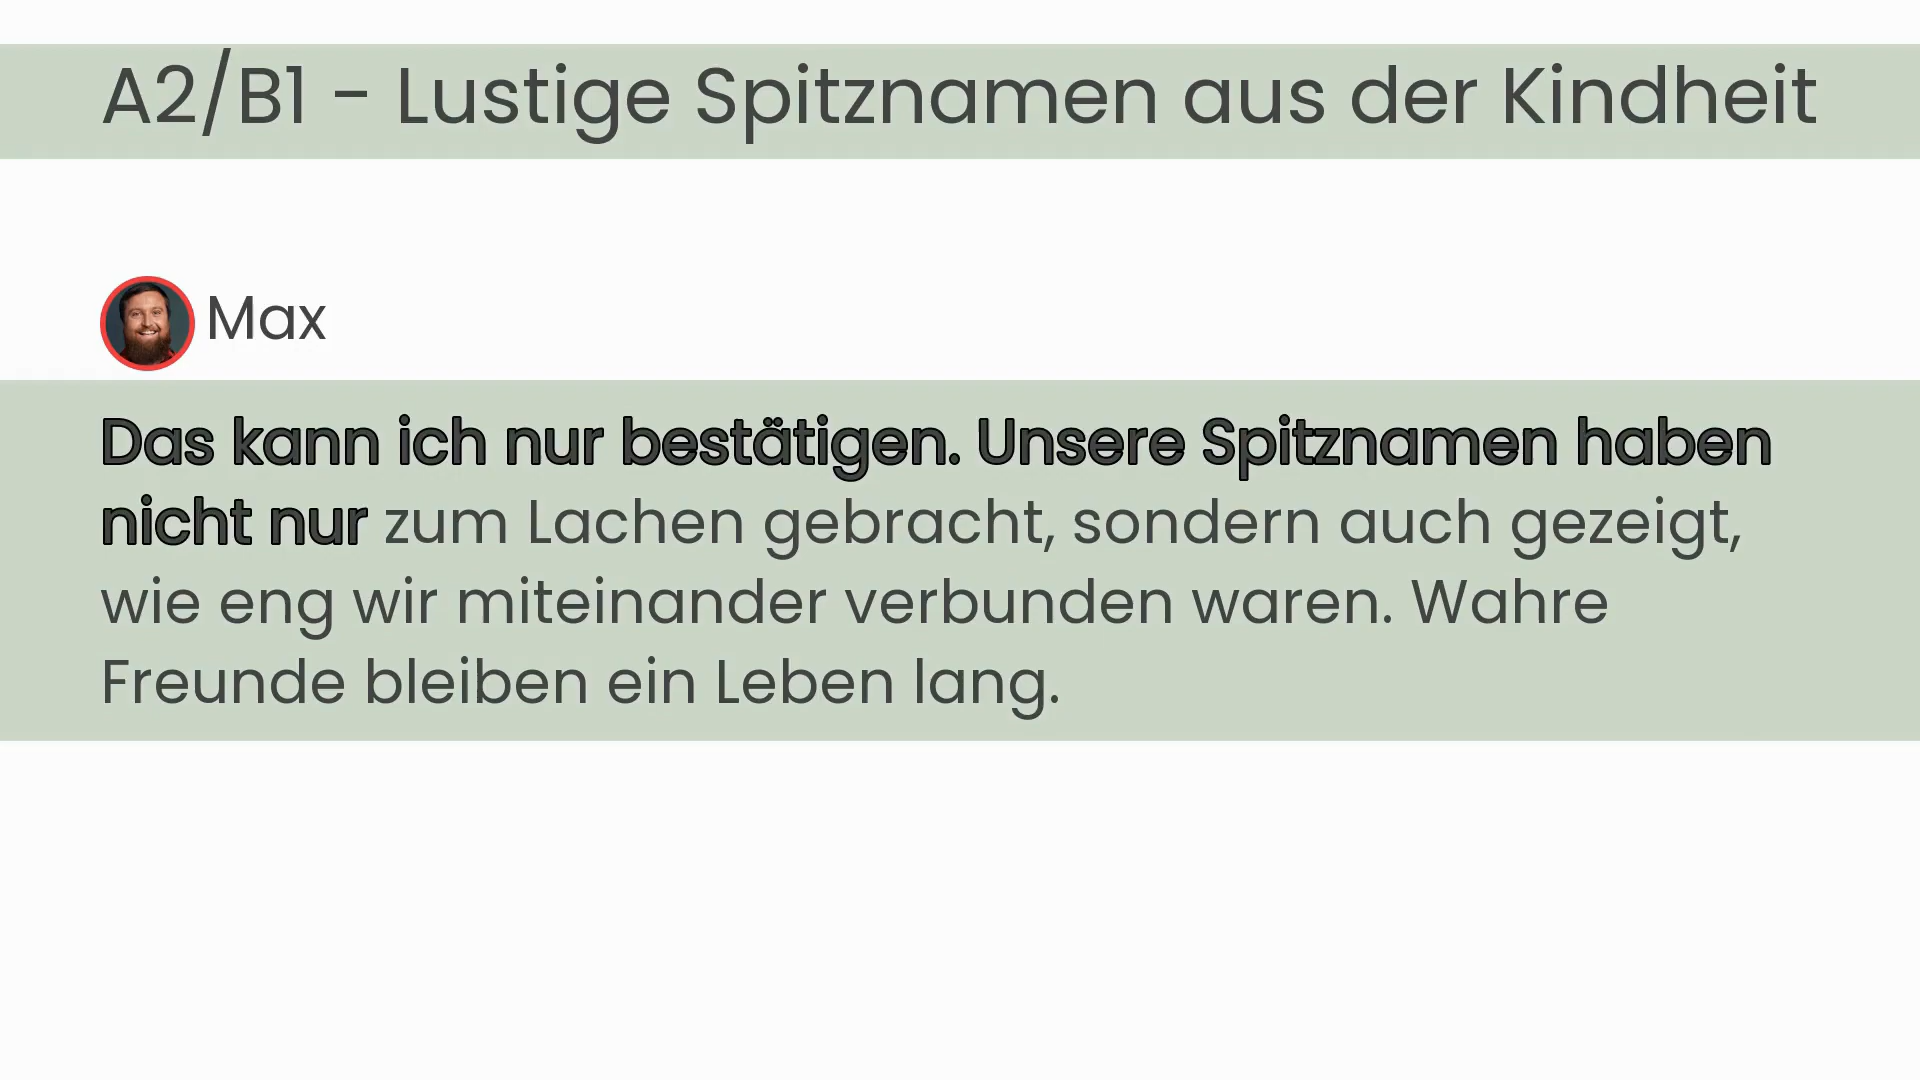 A2/B1 - Lustige Spitznamen aus der Kindheit
Max
Das kann ich nur bestätigen. Unsere Spitznamen haben
nicht nur zum Lachen gebracht, sondern auch gezeigt,
wie eng wir miteinander verbunden waren. Wahre
Freunde bleiben ein Leben lang.